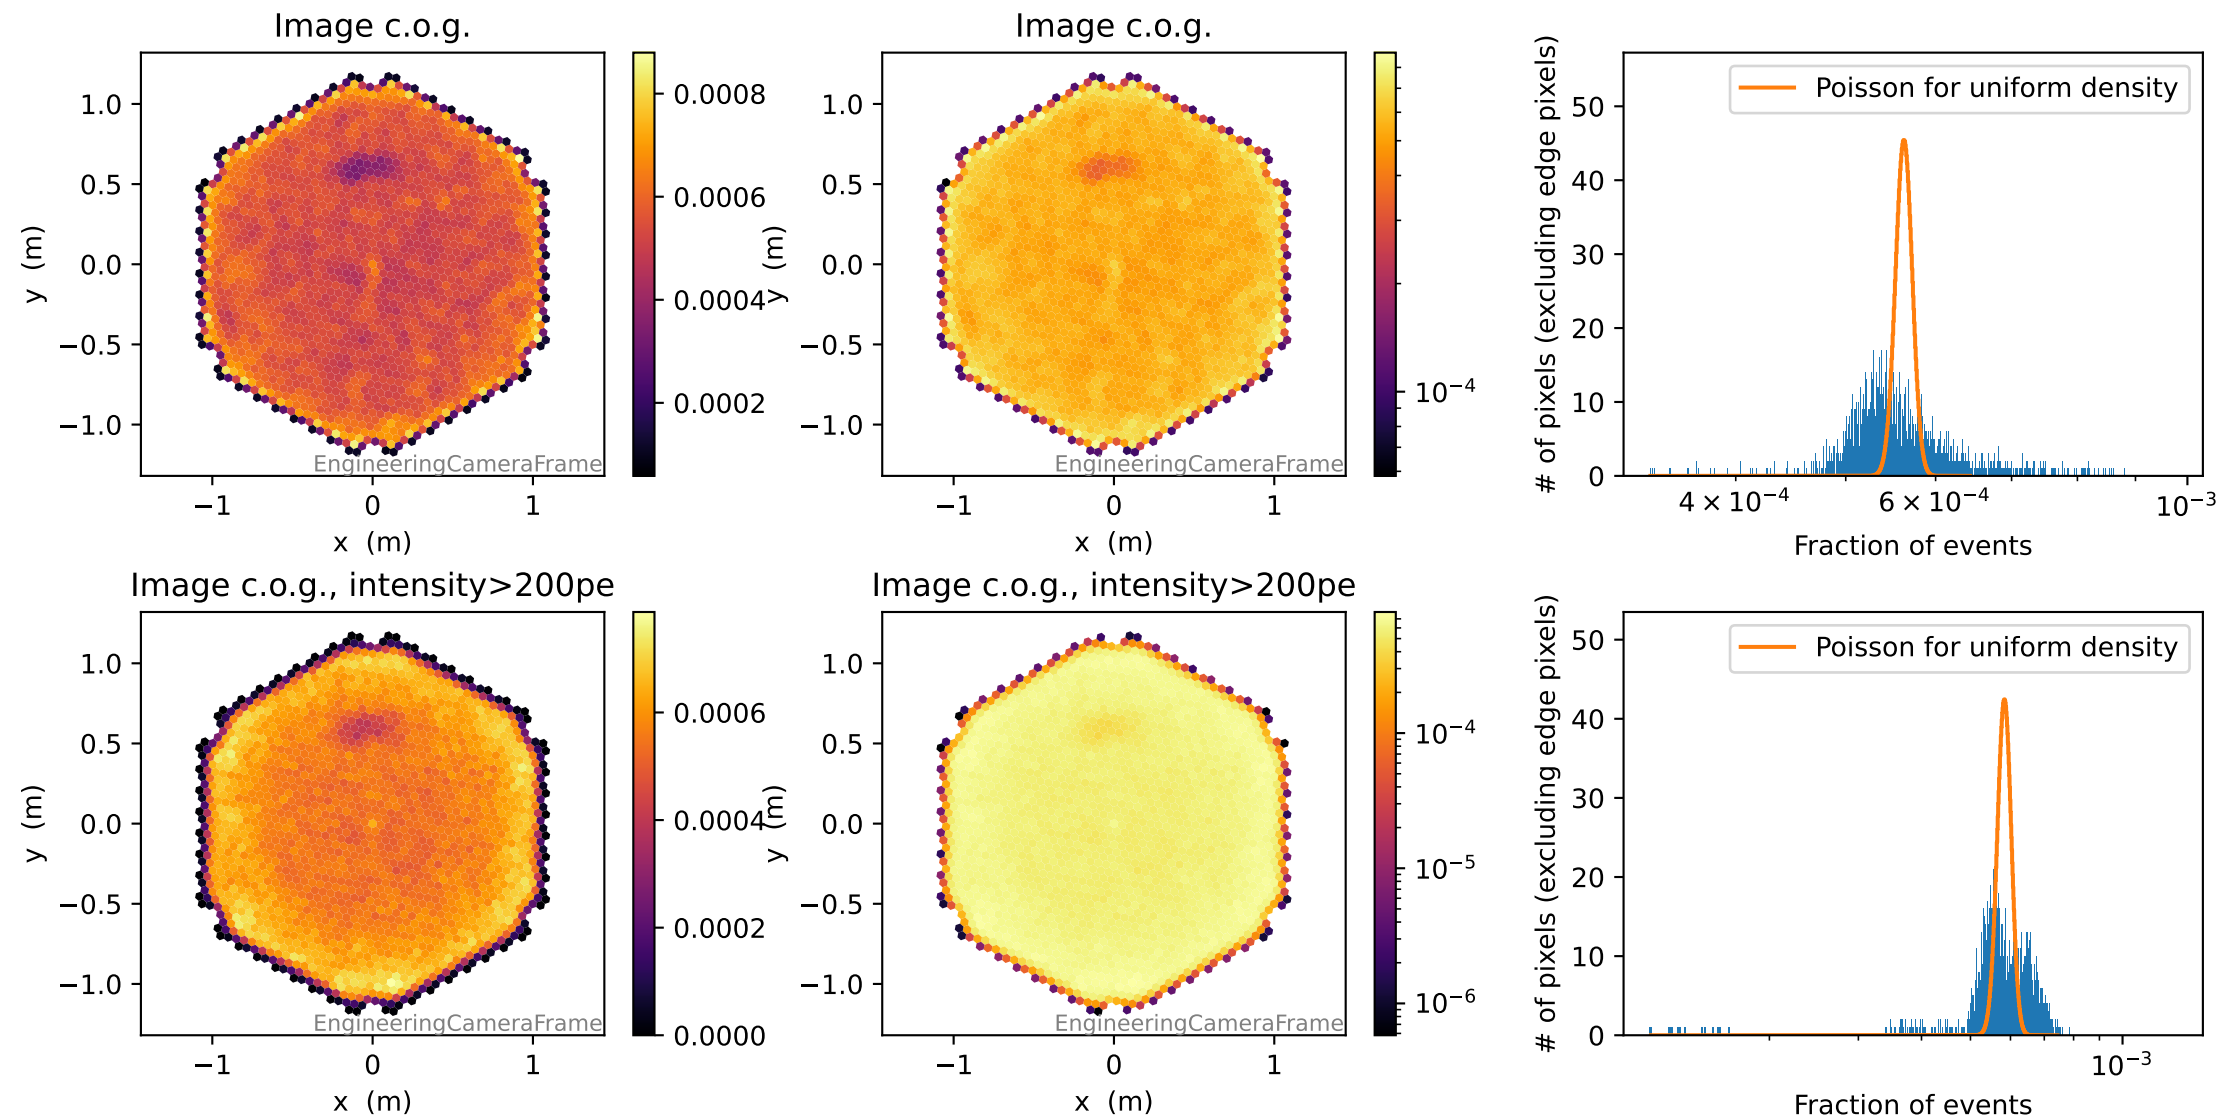 Image c.o.g.
1.0
0.5
0.0
−0.5
−1.0
−1
0
1
y (m)
x (m)
EngineeringCameraFrame
0.0008
0.0006
0.0004
0.0002
Image c.o.g.
1.0
0.5
0.0
−0.5
−1.0
−1
0
1
y (m)
x (m)
EngineeringCameraFrame
10⁻⁴
Poisson for uniform density
50
40
30
20
10
0
# of pixels (excluding edge pixels)
4 × 10⁻⁴
6 × 10⁻⁴
10⁻³
Fraction of events
Image c.o.g., intensity>200pe
1.0
0.5
0.0
−0.5
−1.0
−1
0
1
y (m)
x (m)
EngineeringCameraFrame
0.0006
0.0004
0.0002
0.0000
Image c.o.g., intensity>200pe
1.0
0.5
0.0
−0.5
−1.0
−1
0
1
y (m)
x (m)
EngineeringCameraFrame
10⁻⁴
10⁻⁵
10⁻⁶
Poisson for uniform density
50
40
30
20
10
0
# of pixels (excluding edge pixels)
10⁻³
Fraction of events